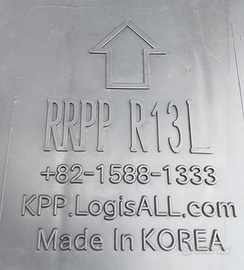 RRPP R13L
+82-1588-1333
KPP.LogisALL.com
Made In KOREA